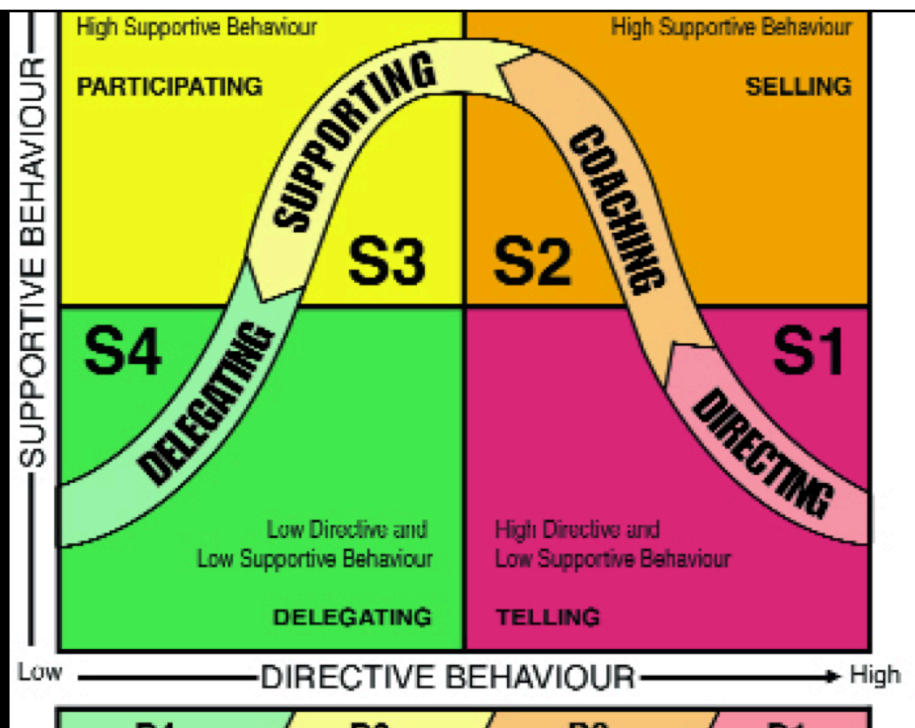 High Supportive Behaviour
PARTICIPATING
High Supportive Behaviour
SELLING
SUPPORTING
COACHING
S3
S2
S4
S1
DELEGATING
DIRECTING
Low Directive and
Low Supportive Behaviour
DELEGATING
High Directive and
Low Supportive Behaviour
TELLING
SUPPORTIVE BEHAVIOUR
Low
DIRECTIVE BEHAVIOUR
High